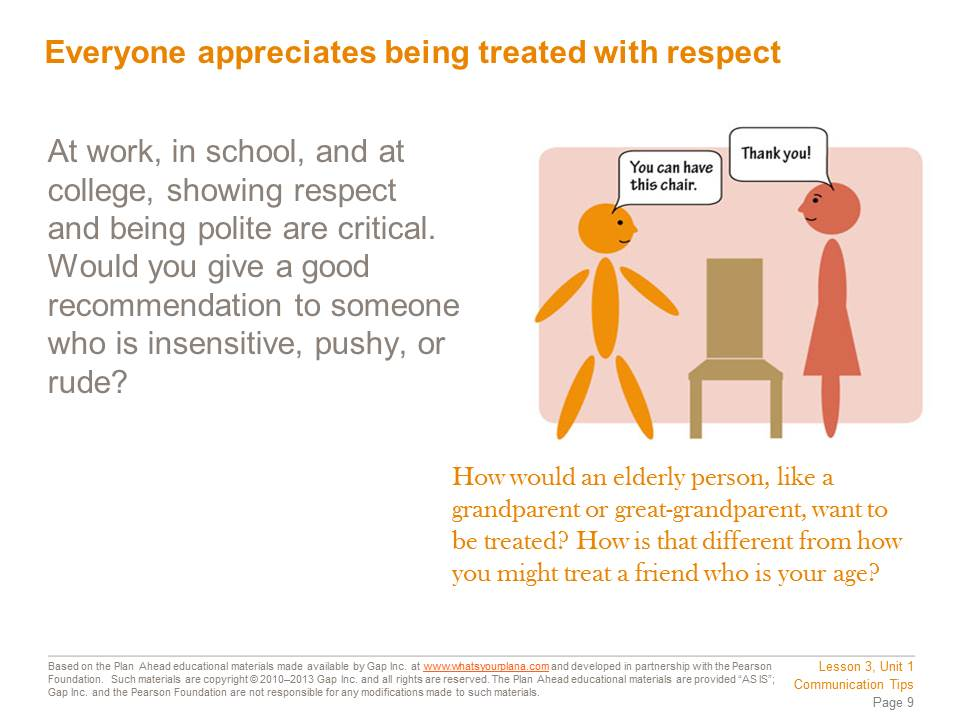 Everyone appreciates being treated with respect
At work, in school, and at
college, showing respect
and being polite are critical.
Would you give a good
recommendation to someone
who is insensitive, pushy, or
rude?
You can have
this chair.
Thank you!
How would an elderly person, like a
grandparent or great-grandparent, want to
be treated? How is that different from how
you might treat a friend who is your age?
Based on the Plan Ahead educational materials made available by Gap Inc. at www.whatsyourplana.com and developed in partnership with the Pearson
Foundation. Such materials are copyright © 2010–2013 Gap Inc. and all rights are reserved. The Plan Ahead educational materials are provided “AS IS”;
Gap Inc. and the Pearson Foundation are not responsible for any modifications made to such materials.
Lesson 3, Unit 1
Communication Tips
Page 9